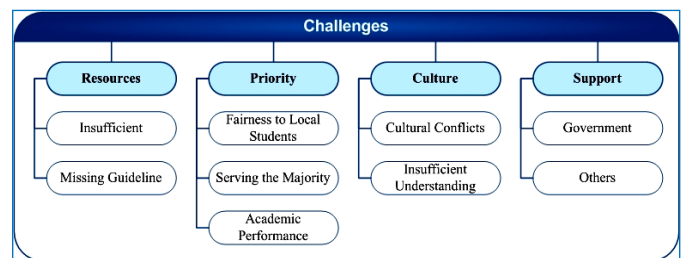 Challenges
Resources
Insufficient
Missing Guideline
Priority
Fairness to Local
Students
Serving the Majority
Academic
Performance
Culture
Cultural Conflicts
Insufficient
Understanding
Support
Government
Others